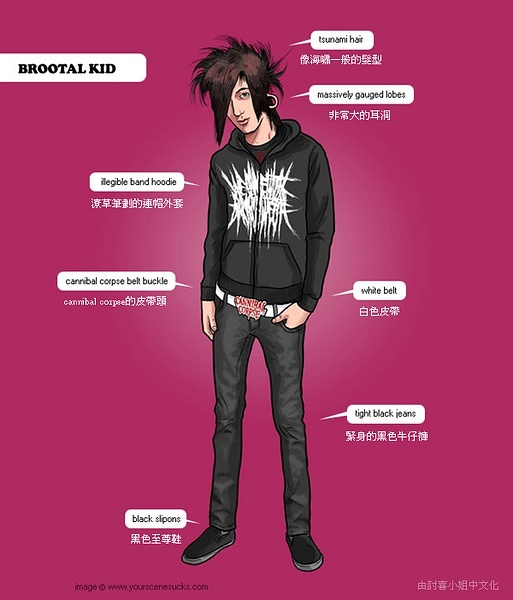 tsunami hair
像海嘯一般的髮型
BROOTAL KID
massively gauged lobes
非常大的耳洞
illegible band hoodie
潦草筆劃的連帽外套
cannibal corpse belt buckle
cannibal corpse的皮帶頭
white belt
白色皮帶
CANNIBAL
CORPSE
tight black jeans
緊身的黑色牛仔褲
black slipons
黑色至尊鞋
image © www.yourscenesucks.com
由討喜小姐中文化